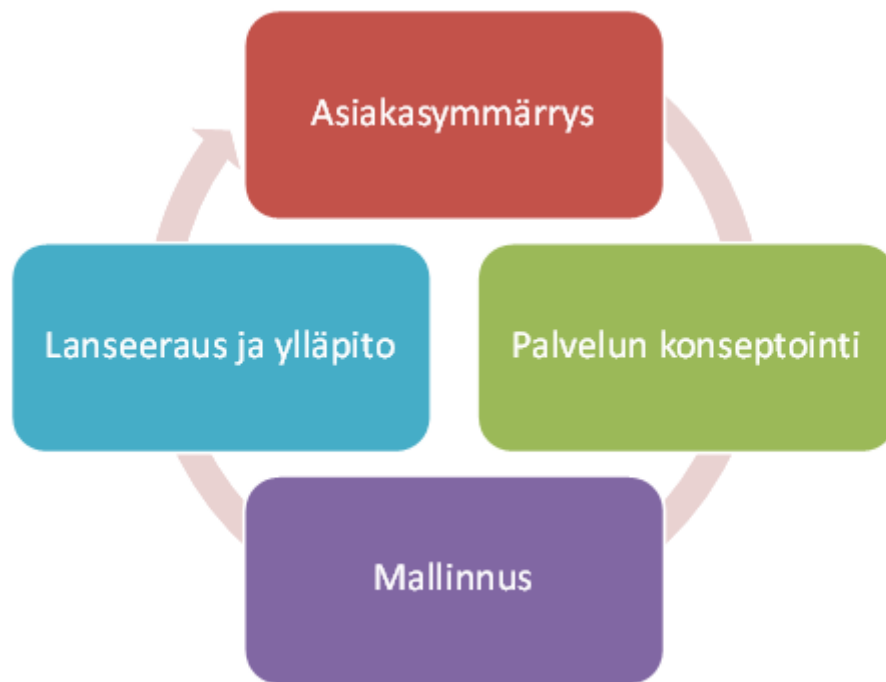 Asiakasymmärrys
Palvelun konseptointi
Mallinnus
Lanseeraus ja ylläpito